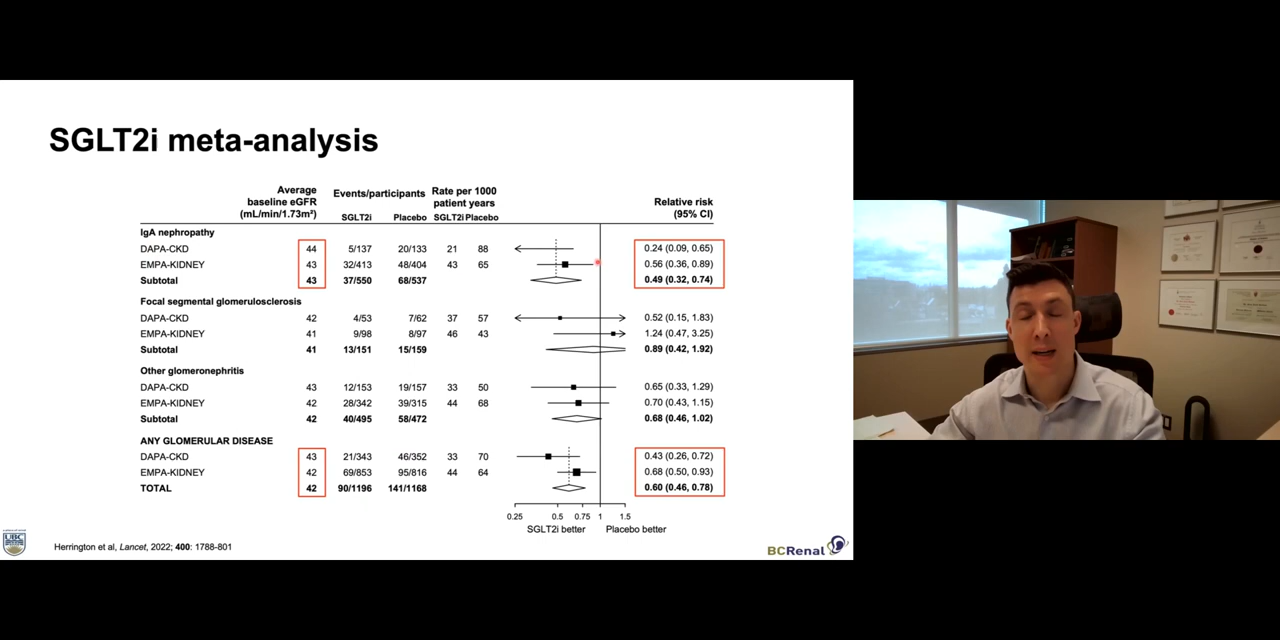 SGLT2i meta-analysis
Average baseline eGFR (mL/min/1.73m²) Events/participants Rate per 1000 patient years Relative risk (95% CI)
SGLT2i Placebo SGLT2i Placebo
IgA nephropathy
DAPA-CKD 44 5/137 20/133 21 88 0.24 (0.09, 0.65)
EMPA-KIDNEY 43 32/413 48/404 43 65 0.56 (0.36, 0.89)
Subtotal 43 37/550 68/537 0.49 (0.32, 0.74)
Focal segmental glomerulosclerosis
DAPA-CKD 42 4/53 7/62 37 57 0.52 (0.15, 1.83)
EMPA-KIDNEY 41 9/98 8/97 46 43 1.24 (0.47, 3.25)
Subtotal 41 13/151 15/159 0.89 (0.42, 1.92)
Other glomeronephritis
DAPA-CKD 43 12/153 19/157 33 50 0.65 (0.33, 1.29)
EMPA-KIDNEY 42 28/342 39/315 44 68 0.70 (0.43, 1.15)
Subtotal 42 40/495 58/472 0.68 (0.46, 1.02)
ANY GLOMERULAR DISEASE
DAPA-CKD 43 21/343 46/352 33 70 0.43 (0.26, 0.72)
EMPA-KIDNEY 42 69/853 95/816 44 64 0.68 (0.50, 0.93)
TOTAL 42 90/1196 141/1168 0.60 (0.46, 0.78)
0.25 0.5 0.75 1 1.5
SGLT2i better Placebo better
UBC
Herrington et al, Lancet, 2022; 400: 1788-801
BCRenal